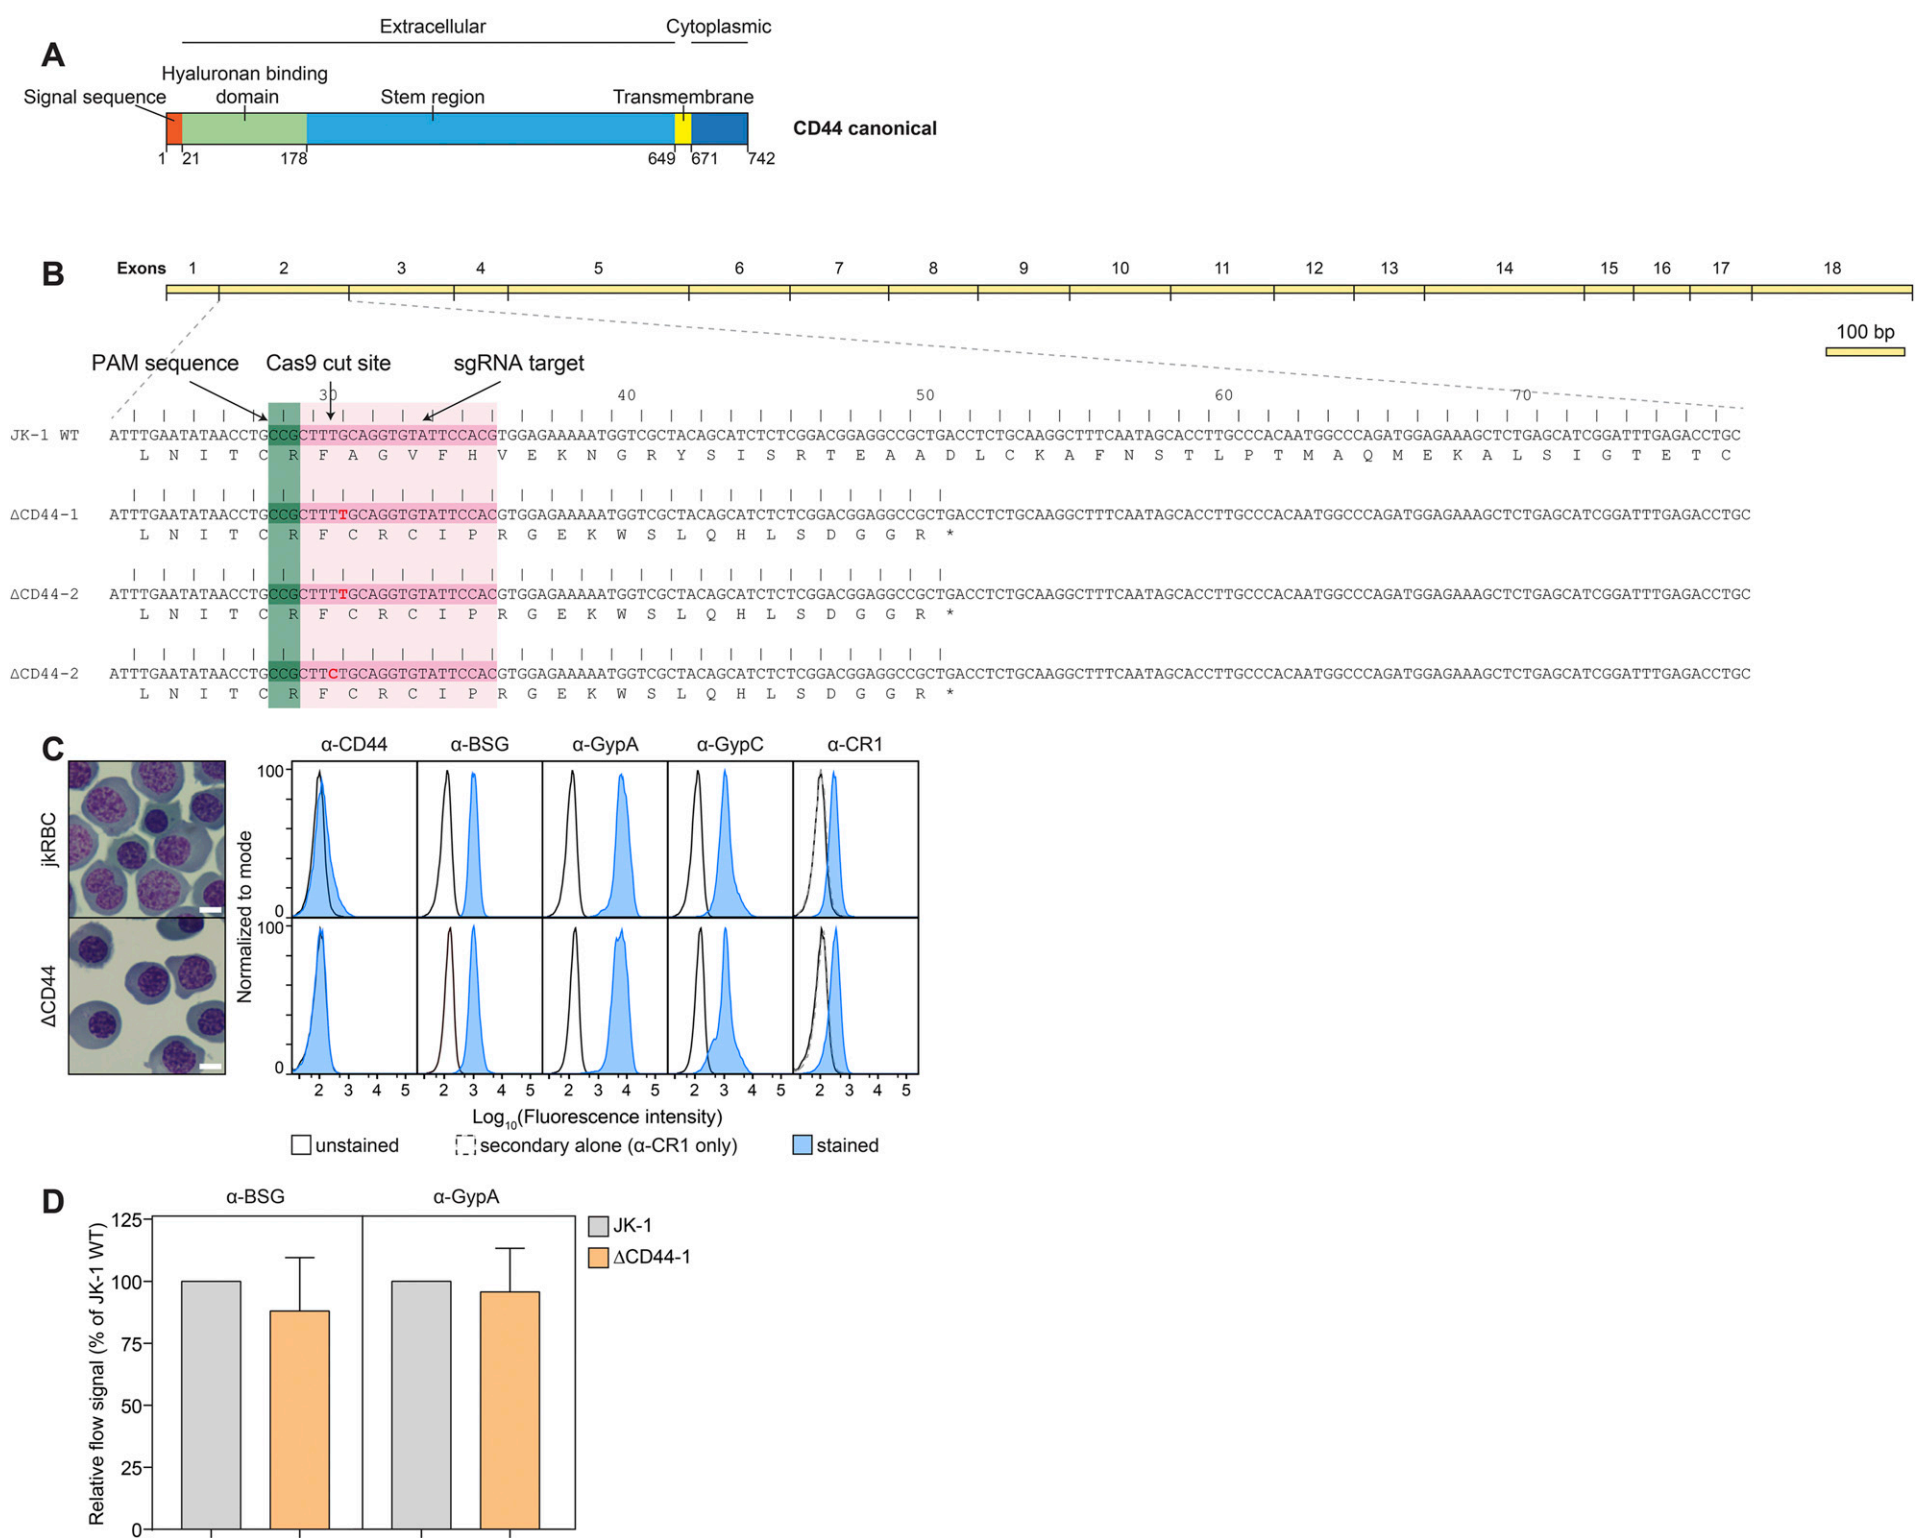 A
Extracellular
Cytoplasmic
Hyaluronan binding
domain
Signal sequence
Stem region
Transmembrane
CD44 canonical
1 21 178 649 671 742
B
Exons 1 2 3 4 5 6 7 8 9 10 11 12 13 14 15 16 17 18
100 bp
PAM sequence
Cas9 cut site
sgRNA target
30 40 50 60 70
JK-1 WT ATTTGAATATAACCTGCCGCTTTGCAGGTGTATTCCACGTGGAGAAAAATGGTCGCTACAGCATCTCTCGGACGGAGGCCGCTGACCTCTGCAAGGCTTTCAATAGCACCTTGCCCACAATGGCCCAGATGGAGAAAGCTCTGAGCATCGGATTTGAGACCTGC
L N I T C R F A G V F H V E K N G R Y S I S R T E A A D L C K A F N S T L P T M A Q M E K A L S I G T E T C
ΔCD44-1 ATTTGAATATAACCTGCCGCTTTTGCAGGTGTATTCCACGTGGAGAAAAATGGTCGCTACAGCATCTCTCGGACGGAGGCCGCTGACCTCTGCAAGGCTTTCAATAGCACCTTGCCCACAATGGCCCAGATGGAGAAAGCTCTGAGCATCGGATTTGAGACCTGC
L N I T C R F C R C I P R G E K W S L Q H L S D G G R *
ΔCD44-2 ATTTGAATATAACCTGCCGCTTTTGCAGGTGTATTCCACGTGGAGAAAAATGGTCGCTACAGCATCTCTCGGACGGAGGCCGCTGACCTCTGCAAGGCTTTCAATAGCACCTTGCCCACAATGGCCCAGATGGAGAAAGCTCTGAGCATCGGATTTGAGACCTGC
L N I T C R F C R C I P R G E K W S L Q H L S D G G R *
ΔCD44-2 ATTTGAATATAACCTGCCGCTTCTGCAGGTGTATTCCACGTGGAGAAAAATGGTCGCTACAGCATCTCTCGGACGGAGGCCGCTGACCTCTGCAAGGCTTTCAATAGCACCTTGCCCACAATGGCCCAGATGGAGAAAGCTCTGAGCATCGGATTTGAGACCTGC
L N I T C R F C R C I P R G E K W S L Q H L S D G G R *
C
α-CD44 α-BSG α-GypA α-GypC α-CR1
jkRBC
ΔCD44
Normalized to mode
100
0
100
0
2 3 4 5 2 3 4 5 2 3 4 5 2 3 4 5 2 3 4 5
Log10(Fluorescence intensity)
unstained secondary alone (α-CR1 only) stained
D
α-BSG α-GypA
Relative flow signal (% of JK-1 WT)
125
100
75
50
25
0
JK-1
ΔCD44-1